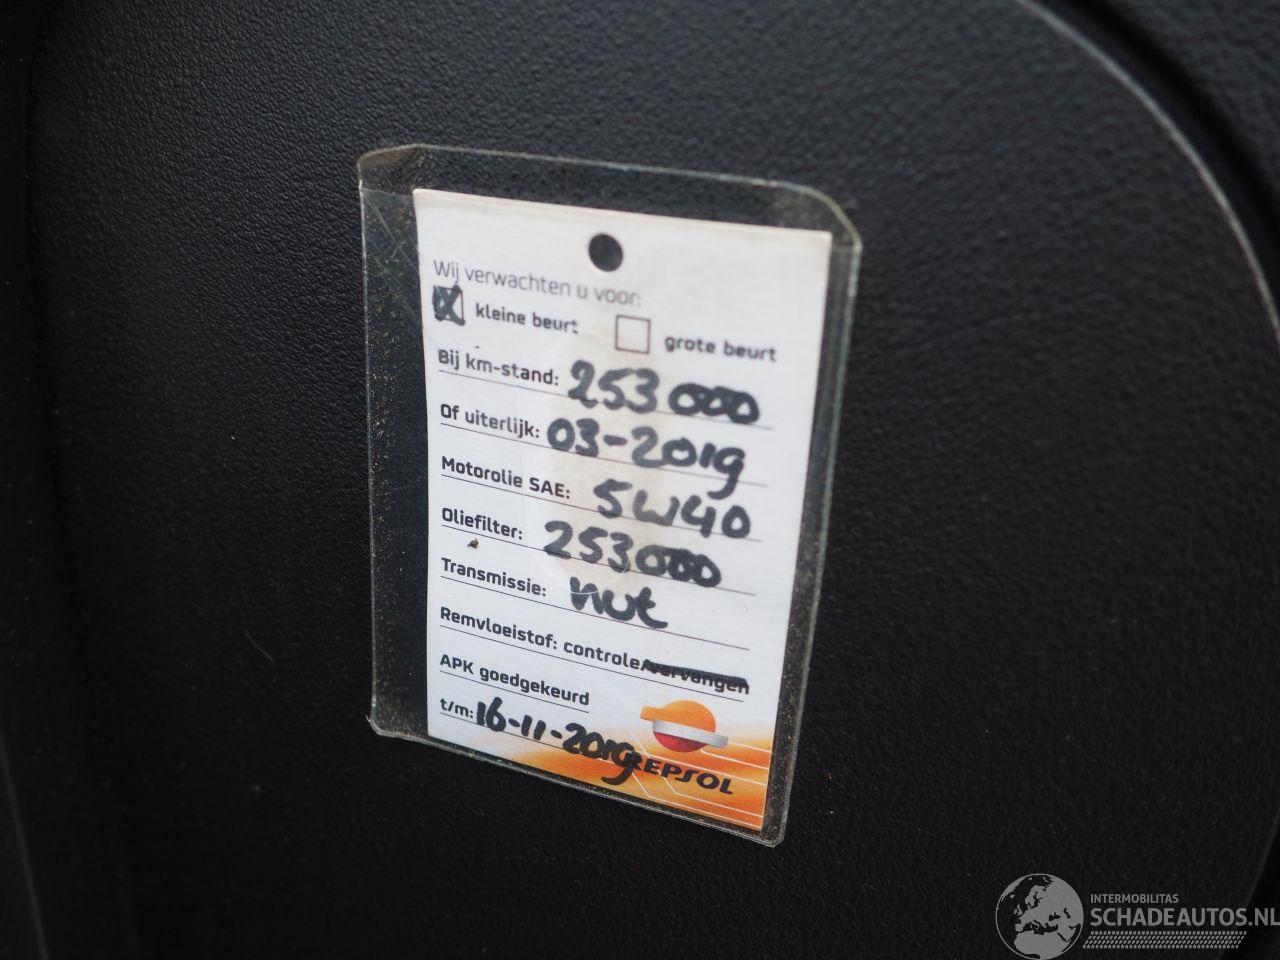 Wij verwachten u voor:
kleine beurt grote beurt
Bij km-stand: 253000
Of uiterlijk: 03-2019
Motorolie SAE: 5W40
Oliefilter: 253000
Transmissie: nvt
Remvloeistof: controle/vervangen
APK goedgekeurd
t/m: 16-11-2019
REPSOL
INTERMOBILITAS
SCHADEAUTOS.NL